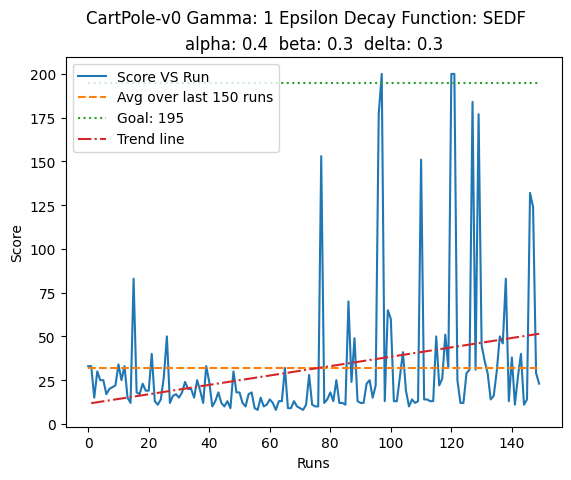 CartPole-v0 Gamma: 1 Epsilon Decay Function: SEDF
alpha: 0.4 beta: 0.3 delta: 0.3
Score VS Run
Avg over last 150 runs
Goal: 195
Trend line
Score
200
175
150
125
100
75
50
25
0
0 20 40 60 80 100 120 140
Runs